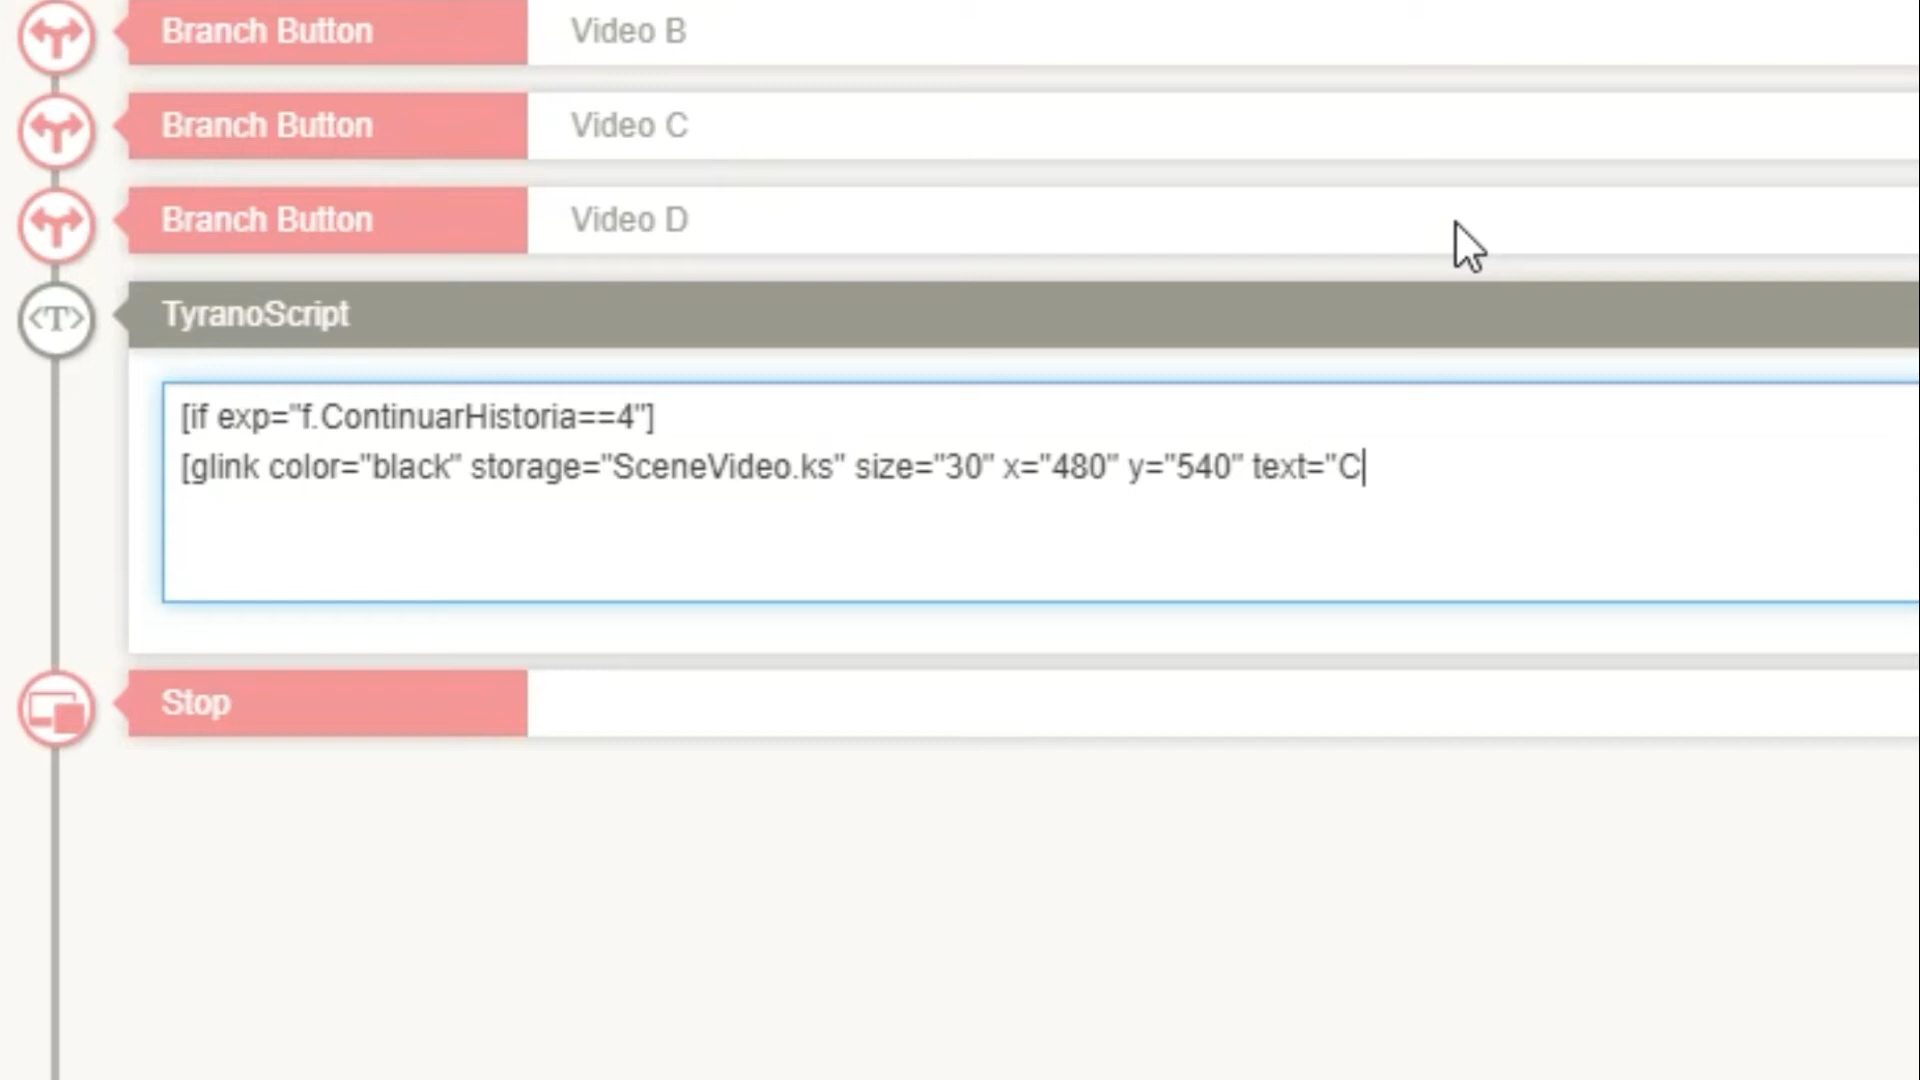 Branch Button Video B
Branch Button Video C
Branch Button Video D
<T> TyranoScript
[if exp="f.ContinuarHistoria==4"]
[glink color="black" storage="SceneVideo.ks" size="30" x="480" y="540" text="C
Stop